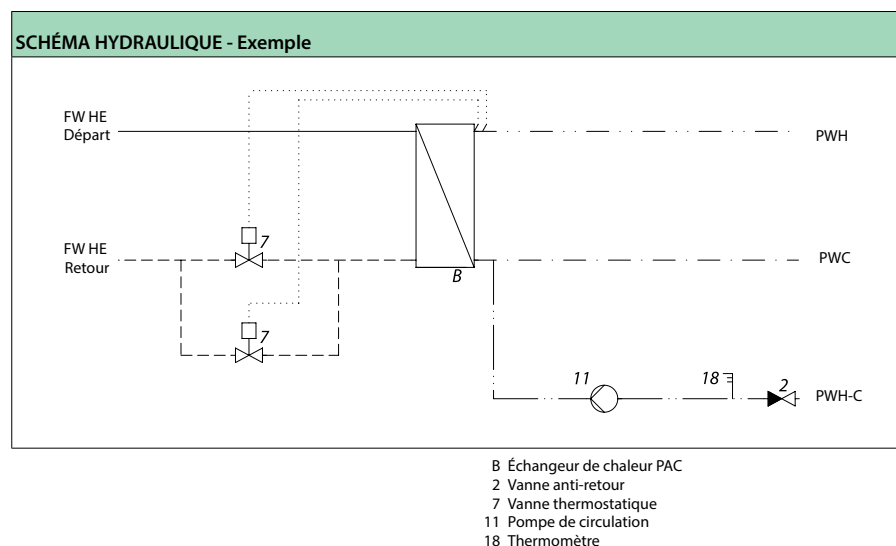 SCHÉMA HYDRAULIQUE - Exemple
FW HE
Départ
PWH
7
FW HE
Retour
PWC
B
7
11
18
2
PWH-C
B Échangeur de chaleur PAC
2 Vanne anti-retour
7 Vanne thermostatique
11 Pompe de circulation
18 Thermomètre